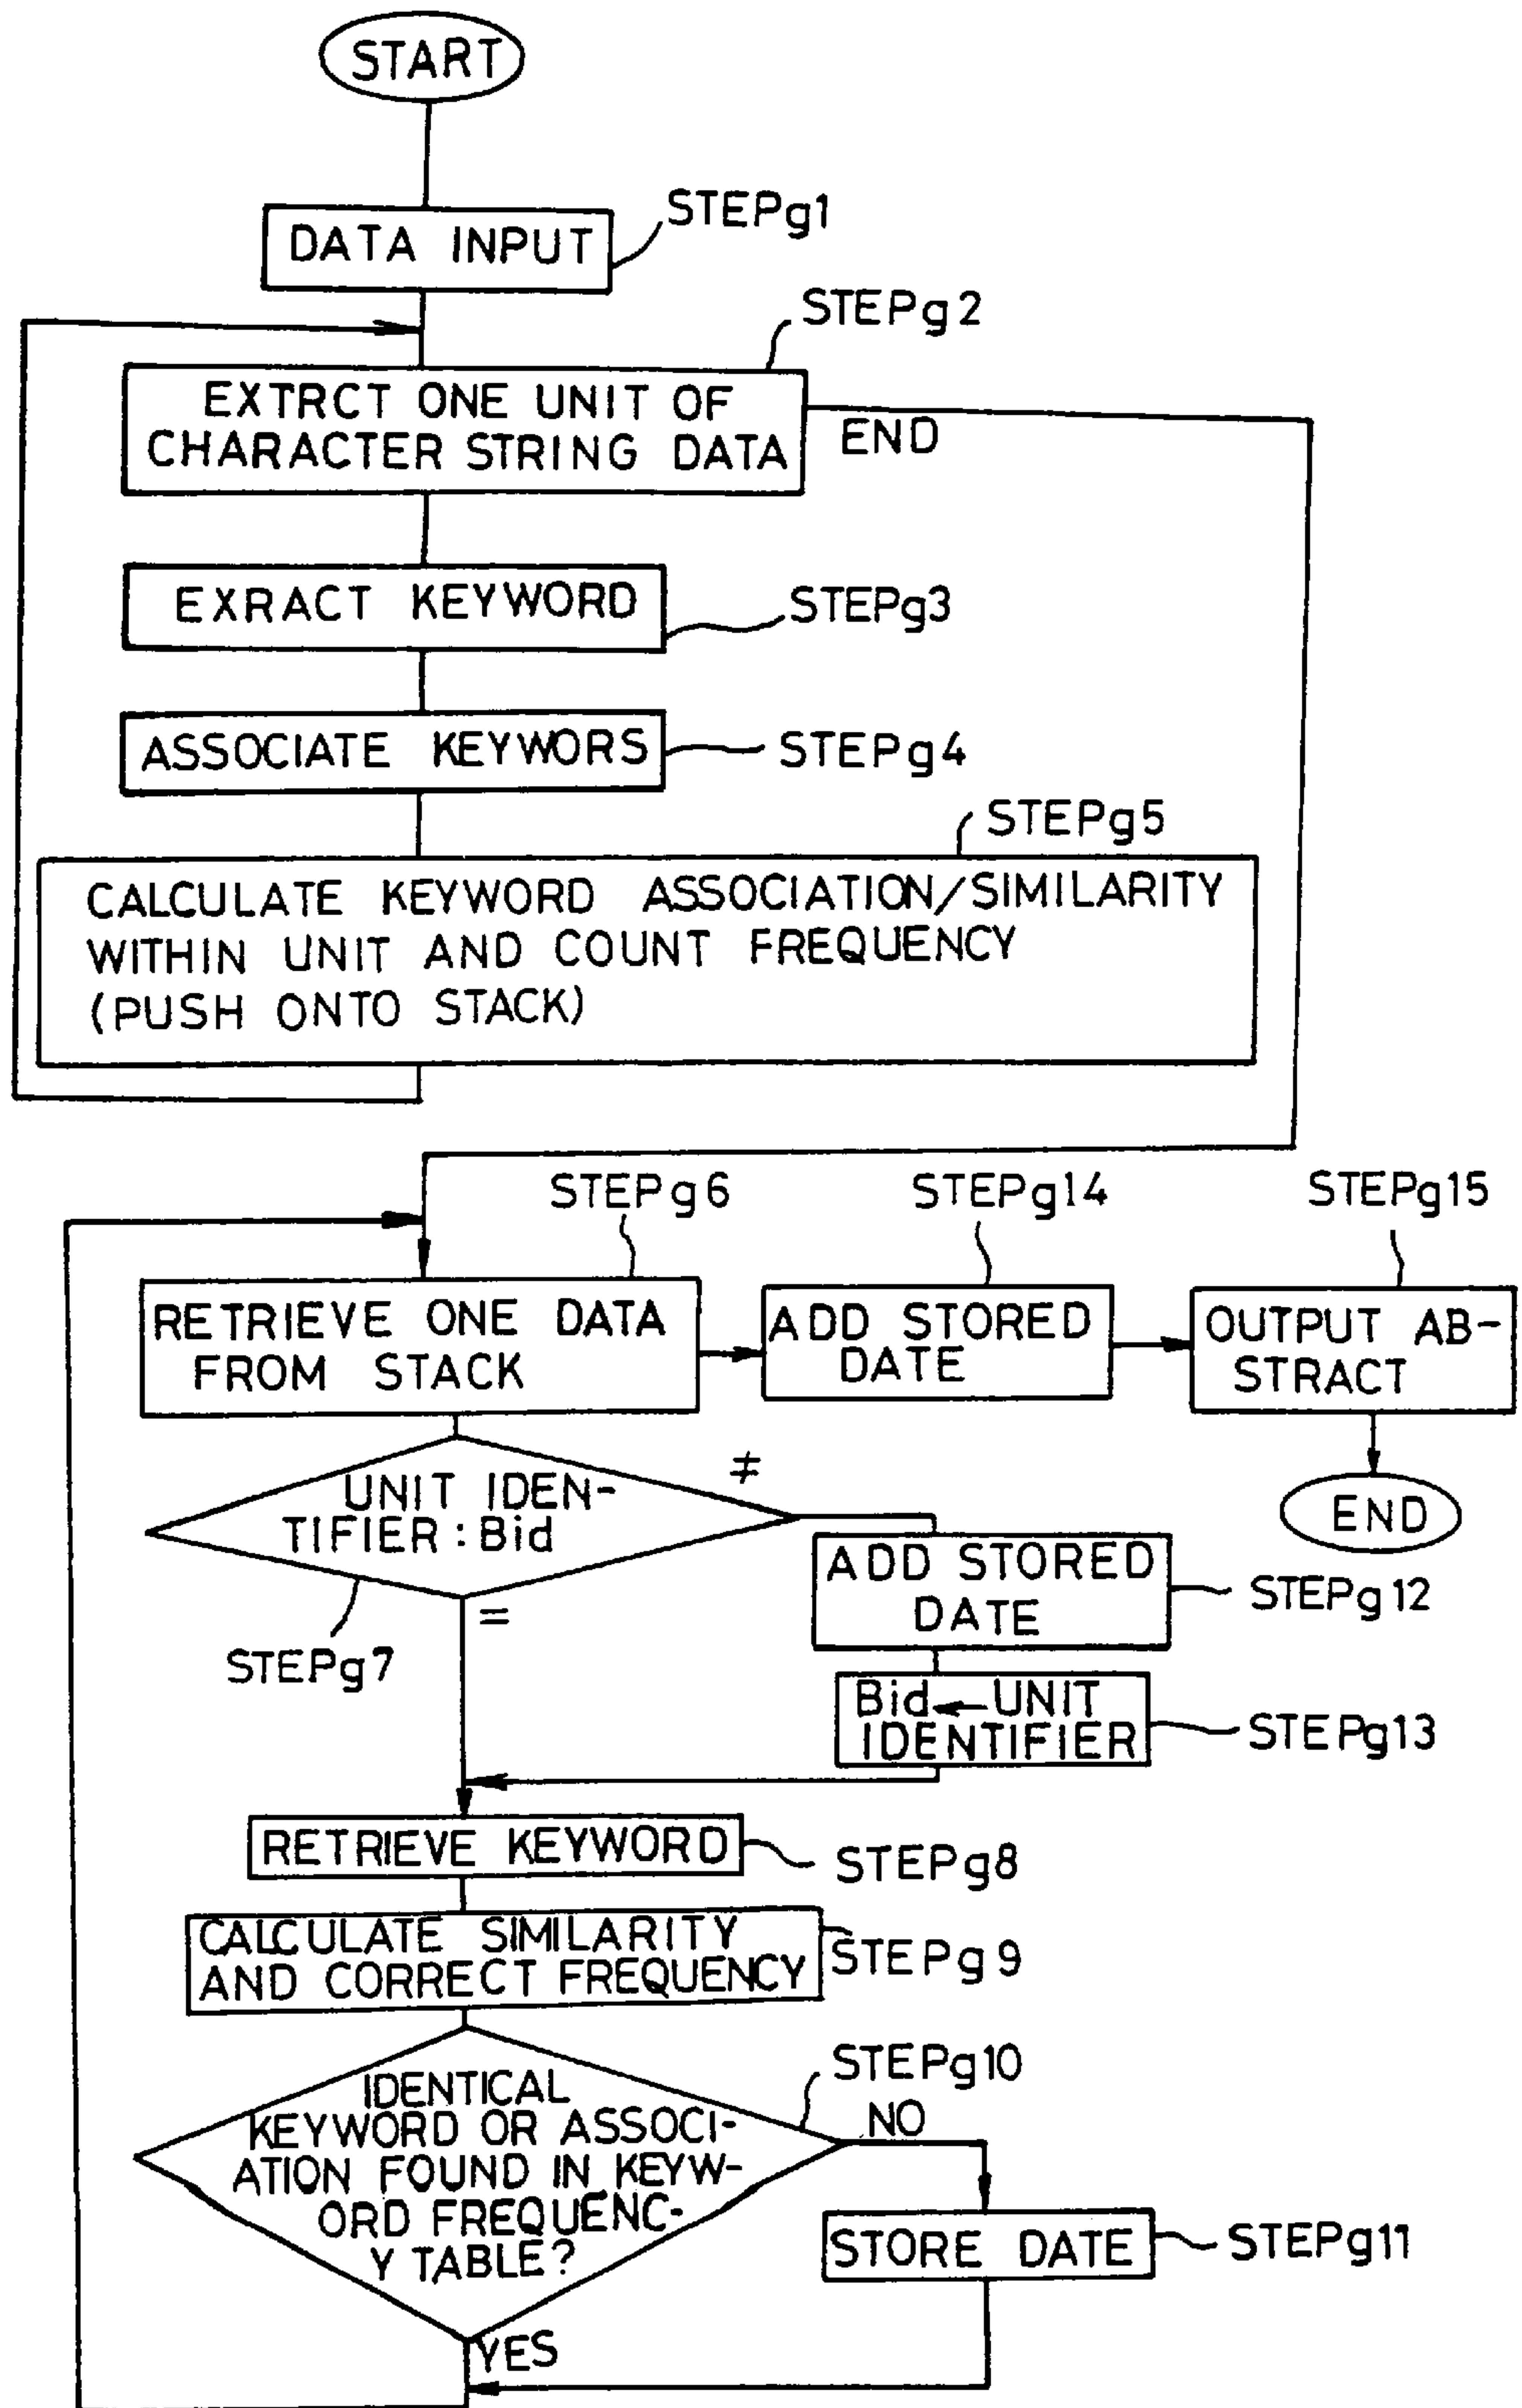 START
DATA INPUT
STEPg1
STEPg2
EXTRCT ONE UNIT OF
CHARACTER STRING DATA
END
EXRACT KEYWORD
STEPg3
ASSOCIATE KEYWORS
STEPg4
STEPg5
CALCULATE KEYWORD ASSOCIATION/SIMILARITY
WITHIN UNIT AND COUNT FREQUENCY
(PUSH ONTO STACK)
STEPg6
STEPg14
STEPg15
RETRIEVE ONE DATA
FROM STACK
ADD STORED
DATE
OUTPUT AB-
STRACT
END
UNIT IDEN-
TIFIER:Bid
≠
=
STEPg7
ADD STORED
DATE
STEPg12
Bid←UNIT
IDENTIFIER
STEPg13
RETRIEVE KEYWORD
STEPg8
CALCULATE SIMILARITY
AND CORRECT FREQUENCY
STEPg9
IDENTICAL
KEYWORD OR ASSOCI-
ATION FOUND IN KEYW-
ORD FREQUENC-
Y TABLE?
STEPg10
NO
STORE DATE
STEPg11
YES